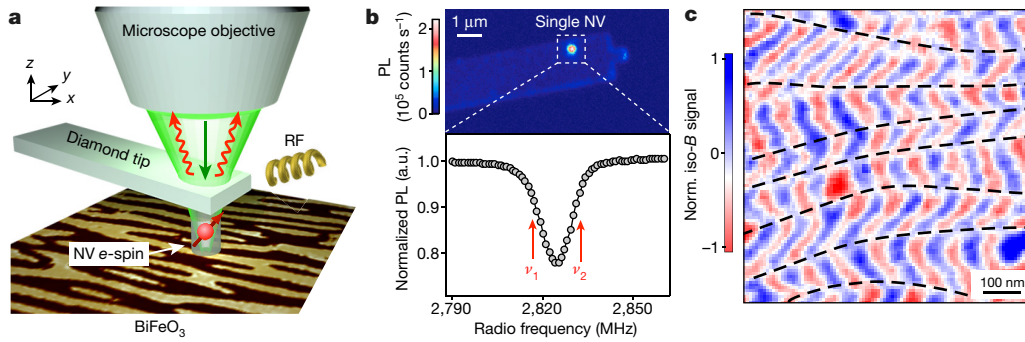 a
Microscope objective
z
y
x
Diamond tip
RF
NV e-spin
BiFeO3
b
1 μm
Single NV
PL
(10⁵ counts s⁻¹)
2
1
0
Normalized PL (a.u.)
1.0
0.9
0.8
ν₁
ν₂
2,790
2,820
2,850
Radio frequency (MHz)
c
Norm. iso-B signal
1
0
−1
100 nm